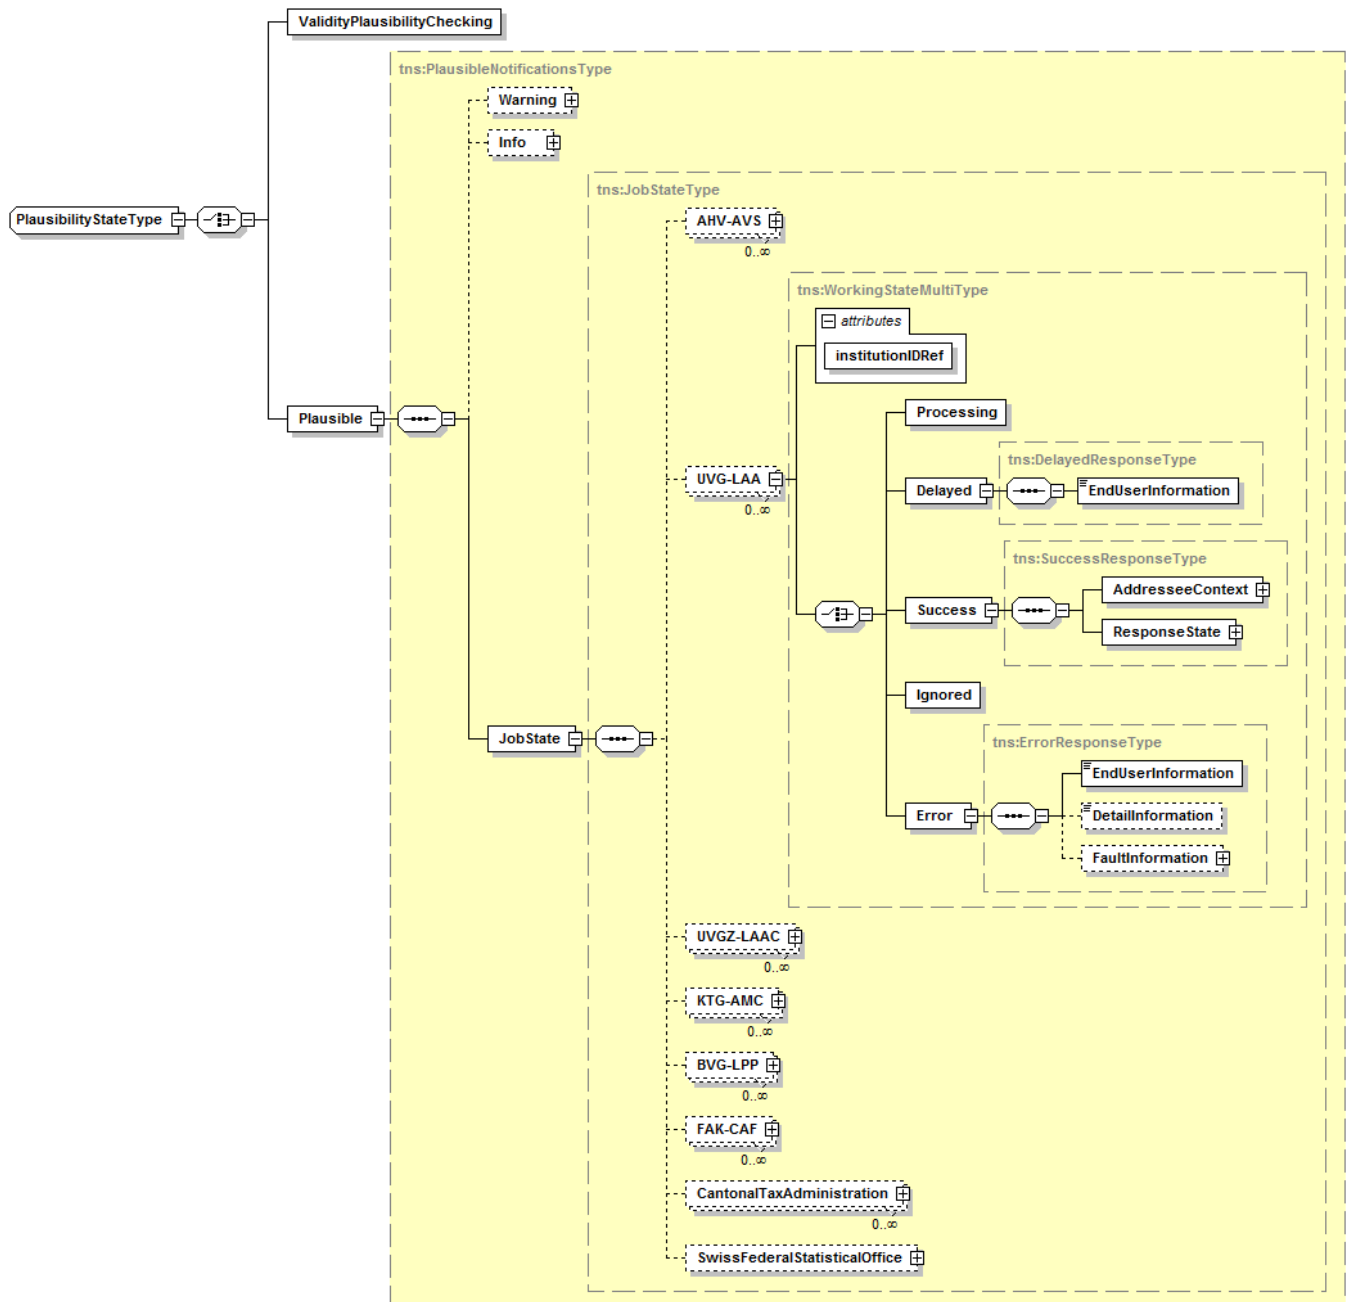 ValidityPlausibilityChecking
tns:PlausibleNotificationsType
Warning
Info
tns:JobStateType
PlausibilityStateType
AHV-AVS
0..∞
tns:WorkingStateMultiType
attributes
institutionIDRef
Plausible
Processing
tns:DelayedResponseType
UVG-LAA
0..∞
Delayed
EndUserInformation
tns:SuccessResponseType
AddresseeContext
Success
ResponseState
Ignored
JobState
tns:ErrorResponseType
EndUserInformation
Error
DetailInformation
FaultInformation
UVGZ-LAAC
0..∞
KTG-AMC
0..∞
BVG-LPP
0..∞
FAK-CAF
0..∞
CantonalTaxAdministration
0..∞
SwissFederalStatisticalOffice